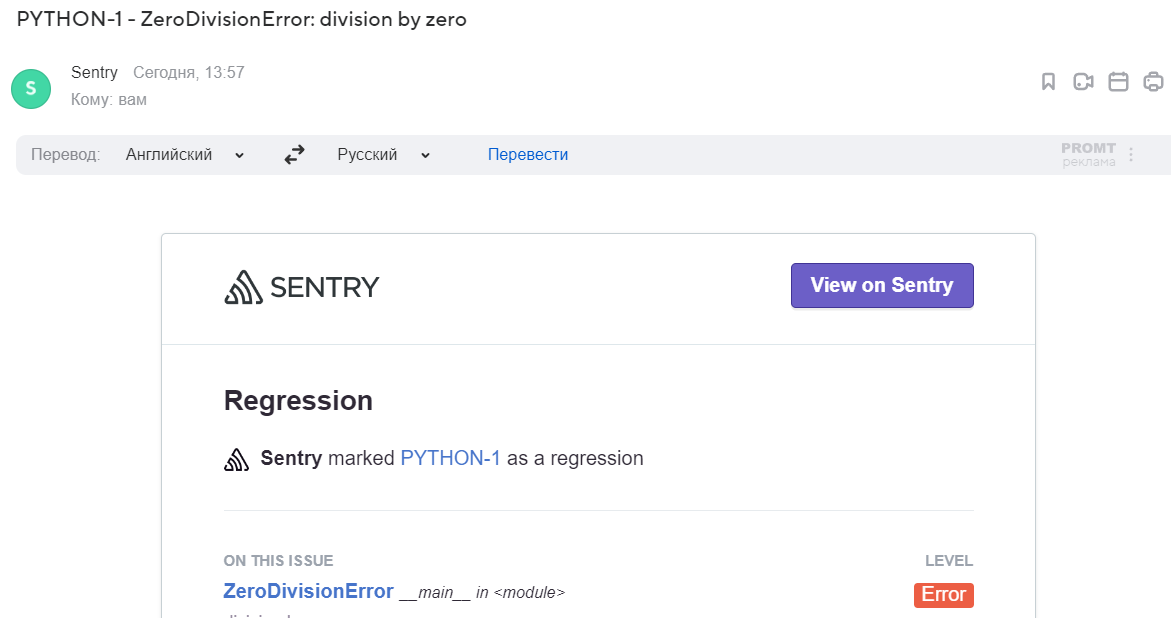 PYTHON-1 - ZeroDivisionError: division by zero
S
Sentry Сегодня, 13:57
Кому: вам
Перевод: Английский Русский Перевести
PROMT
реклама
SENTRY
View on Sentry
Regression
Sentry marked PYTHON-1 as a regression
ON THIS ISSUE LEVEL
ZeroDivisionError __main__ in <module> Error